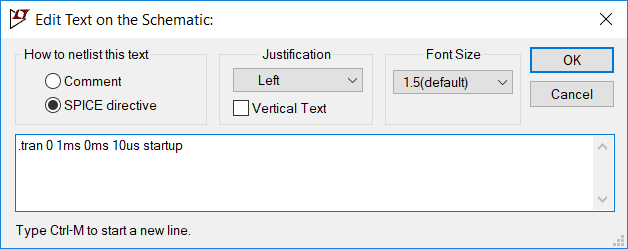 Edit Text on the Schematic:
How to netlist this text
Comment
SPICE directive
Justification
Left
Vertical Text
Font Size
1.5(default)
OK
Cancel
.tran 0 1ms 0ms 10us startup
Type Ctrl-M to start a new line.